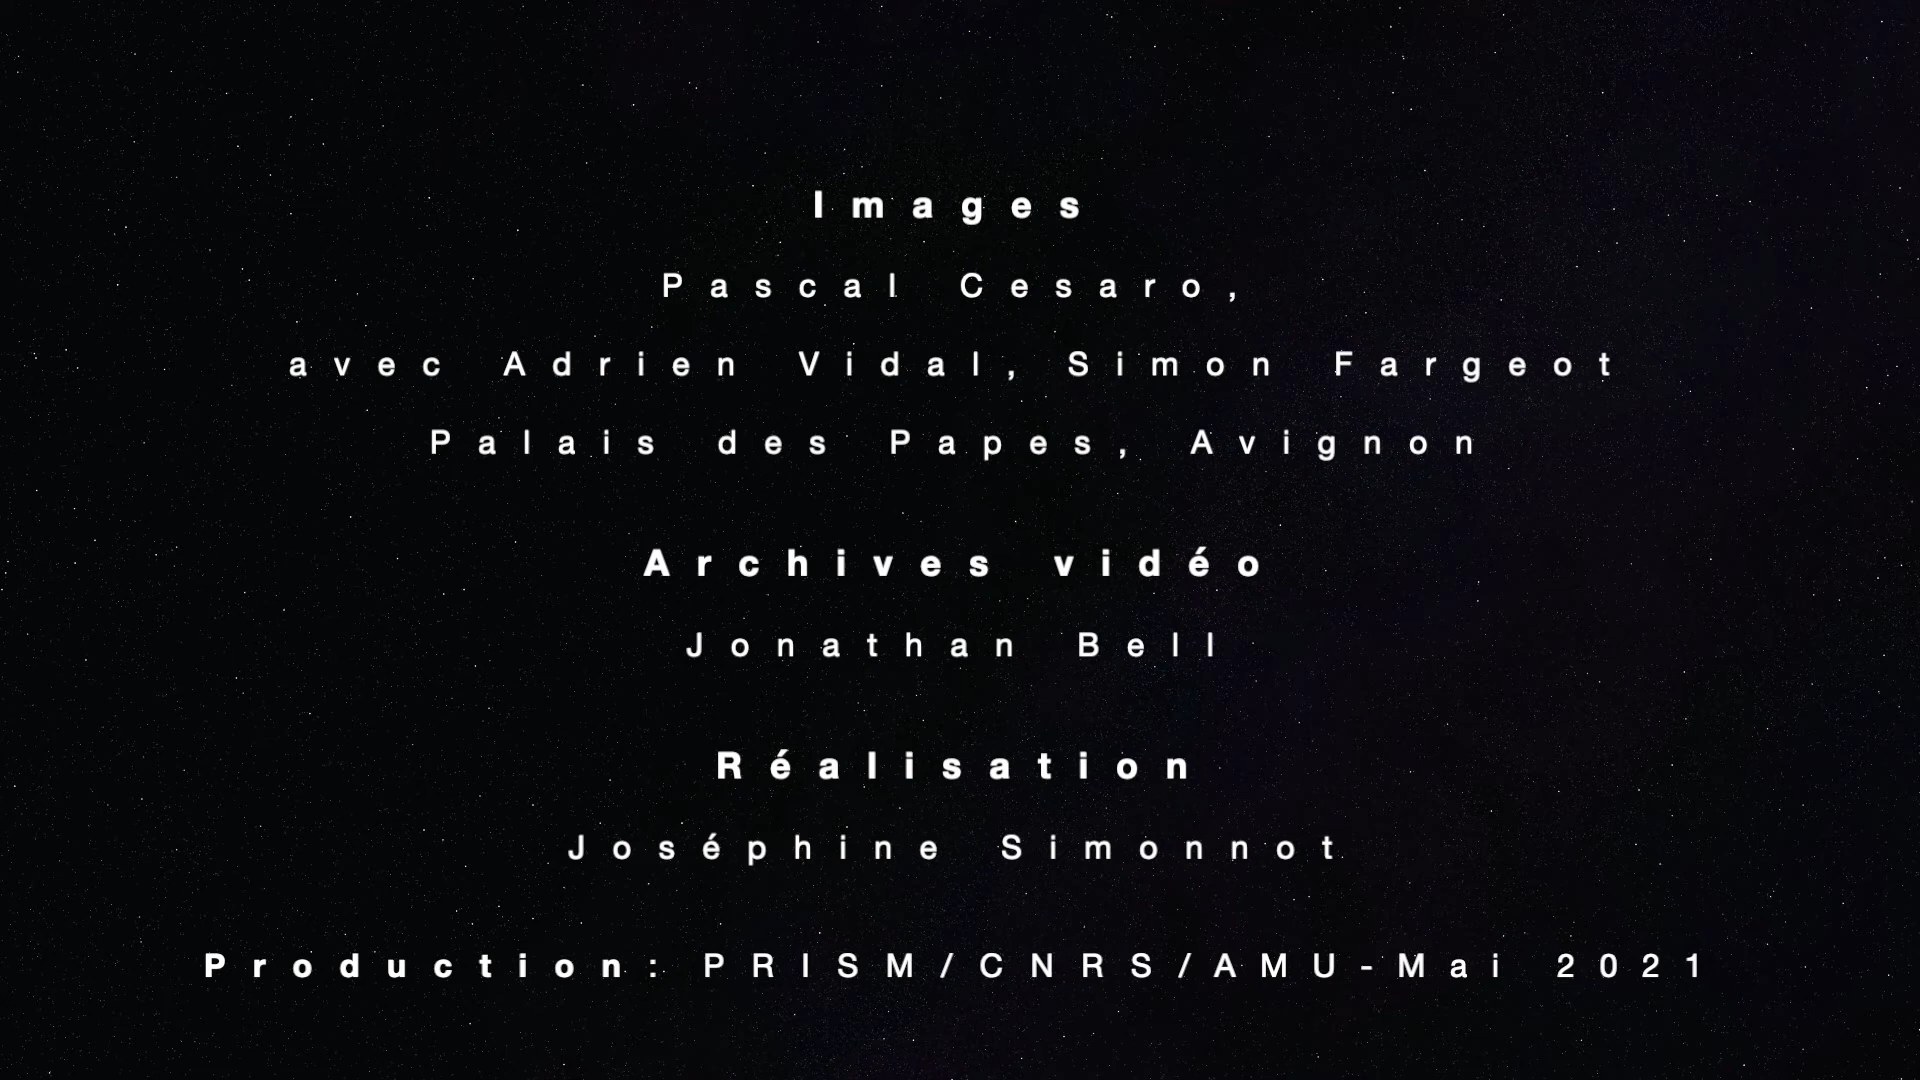 Images
Pascal Cesaro,
avec Adrien Vidal, Simon Fargeot
Palais des Papes, Avignon
Archives vidéo
Jonathan Bell
Réalisation
Joséphine Simonnot
Production: PRISM/CNRS/AMU-Mai 2021